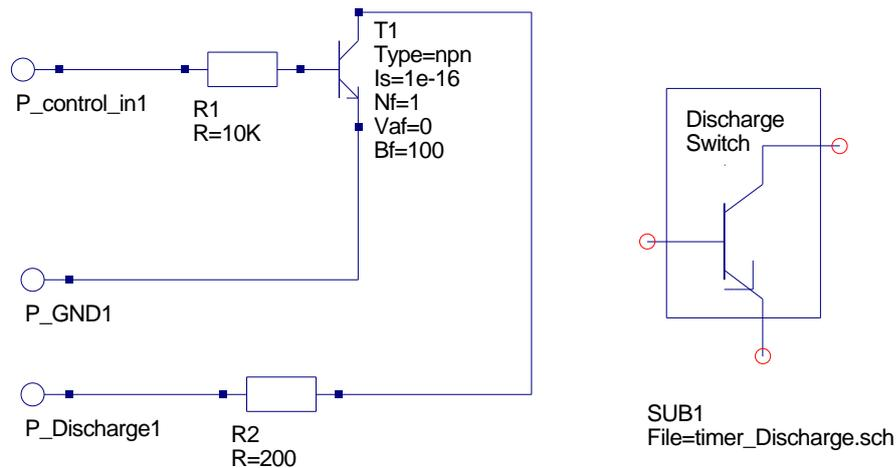 P_control_in1
R1
R=10K
T1
Type=npn
Is=1e-16
Nf=1
Vaf=0
Bf=100
P_GND1
P_Discharge1
R2
R=200
Discharge
Switch
SUB1
File=timer_Discharge.sch